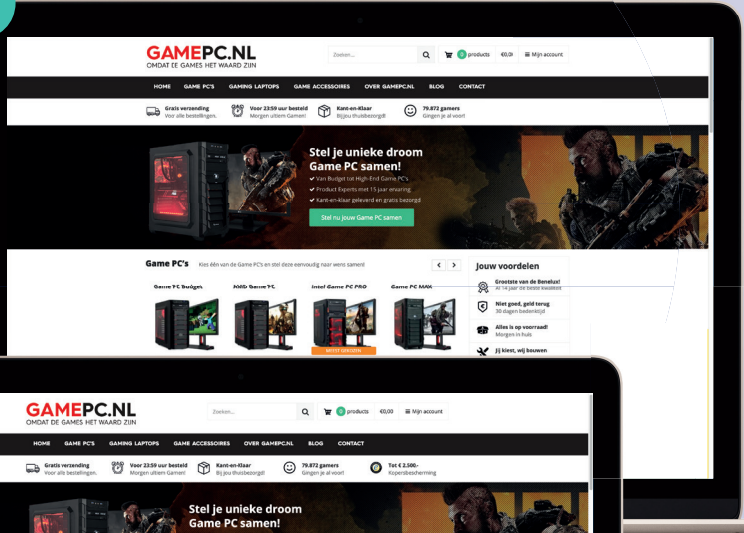 GAMEPC.NL
OMDAT DE GAMES HET WAARD ZIJN
Zoeken...
0 products €0,0 Mijn account
HOME GAME PC'S GAMING LAPTOPS GAME ACCESSOIRES OVER GAMEPC.NL BLOG CONTACT
Gratis verzending
Voor alle bestellingen.
Voor 23:59 uur besteld
Morgen ultiem Gamen!
Kant-en-Klaar
Bij jou thuisbezorgd!
79.872 gamers
Gingen je al voor!
Stel je unieke droom
Game PC samen!
Van Budget tot High-End Game PC's
Product Experts met 15 jaar ervaring
Kant-en-klaar geleverd en gratis bezorgd
Stel nu jouw Game PC samen
Game PC's Kies één van de Game PC's en stel deze eenvoudig naar wens samen!
Game PC Budget
AMD Game PC
Intel Game PC PRO
Game PC MAX
MEEST GEKOZEN
Jouw voordelen
Grootste van de Benelux!
Al 14 jaar de beste kwaliteit
Niet goed, geld terug
30 dagen bedenktijd
Alles is op voorraad!
Morgen in huis
Jij kiest, wij bouwen
GAMEPC.NL
OMDAT DE GAMES HET WAARD ZIJN
Zoeken...
0 products €0,00 Mijn account
HOME GAME PC'S GAMING LAPTOPS GAME ACCESSOIRES OVER GAMEPC.NL BLOG CONTACT
Gratis verzending
Voor alle bestellingen.
Voor 23:59 uur besteld
Morgen ultiem Gamen!
Kant-en-Klaar
Bij jou thuisbezorgd!
79.872 gamers
Gingen je al voor!
Tot € 2.500,-
Kopersbescherming
Stel je unieke droom
Game PC samen!